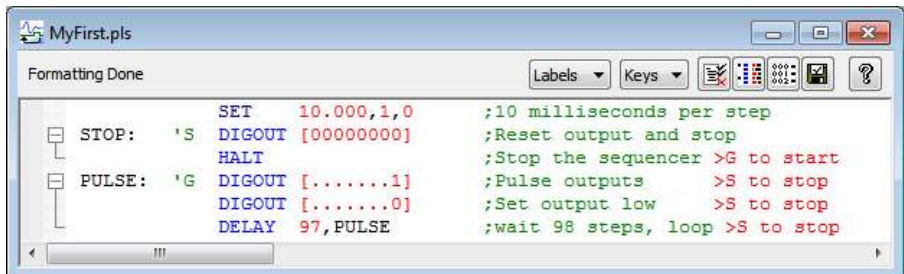 MyFirst.pls
Formatting Done Labels Keys ?
SET 10.000,1,0 ;10 milliseconds per step
STOP: 'S DIGOUT [00000000] ;Reset output and stop
HALT ;Stop the sequencer >G to start
PULSE: 'G DIGOUT [.......1] ;Pulse outputs >S to stop
DIGOUT [.......0] ;Set output low >S to stop
DELAY 97,PULSE ;wait 98 steps, loop >S to stop